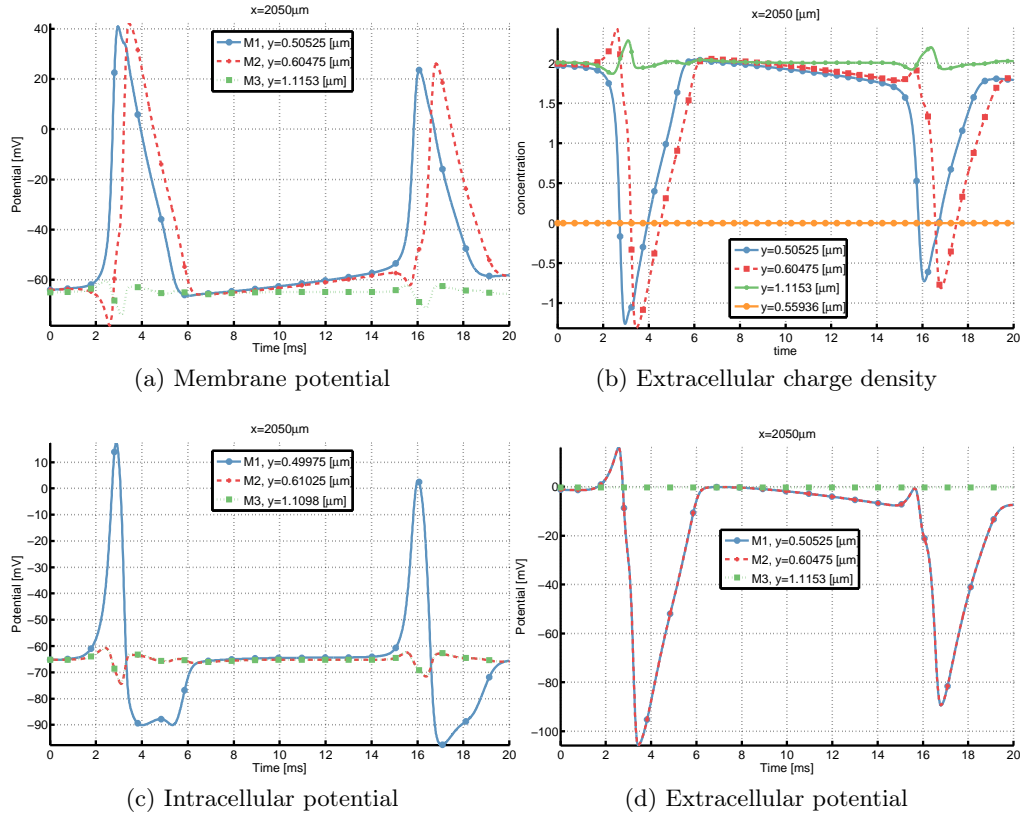 x=2050µm
40
20
0
−20
−40
−60
Potential [mV]
M1, y=0.50525 [µm]
M2, y=0.60475 [µm]
M3, y=1.1153 [µm]
0 2 4 6 8 10 12 14 16 18 20
Time [ms]
(a) Membrane potential
x=2050 [µm]
2
1.5
1
0.5
0
−0.5
−1
concentration
y=0.50525 [µm]
y=0.60475 [µm]
y=1.1153 [µm]
y=0.55936 [µm]
0 2 4 6 8 10 12 14 16 18 20
time
(b) Extracellular charge density
x=2050µm
10
0
−10
−20
−30
−40
−50
−60
−70
−80
−90
Potential [mV]
M1, y=0.49975 [µm]
M2, y=0.61025 [µm]
M3, y=1.1098 [µm]
0 2 4 6 8 10 12 14 16 18 20
Time [ms]
(c) Intracellular potential
x=2050µm
0
−20
−40
−60
−80
−100
Potential [mV]
M1, y=0.50525 [µm]
M2, y=0.60475 [µm]
M3, y=1.1153 [µm]
0 2 4 6 8 10 12 14 16 18 20
Time [ms]
(d) Extracellular potential